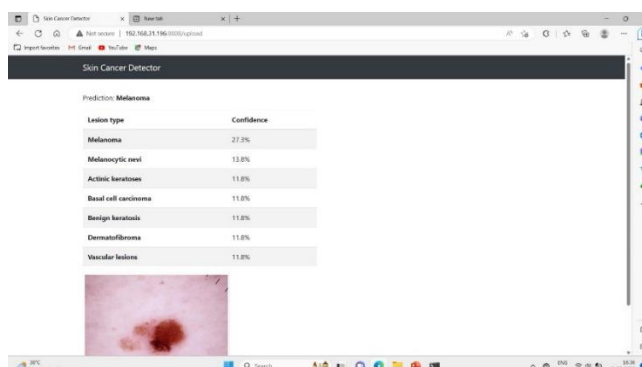 Skin Cancer Detector
New tab
Not secure 192.168.31.196:8080/upload
Import favorites Gmail YouTube Maps
Skin Cancer Detector
Prediction: Melanoma
Lesion type Confidence
Melanoma 27.3%
Melanocytic nevi 13.8%
Actinic keratoses 11.8%
Basal cell carcinoma 11.8%
Benign keratosis 11.8%
Dermatofibroma 11.8%
Vascular lesions 11.8%
Search
ENG